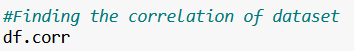 #Finding the correlation of dataset
df.corr